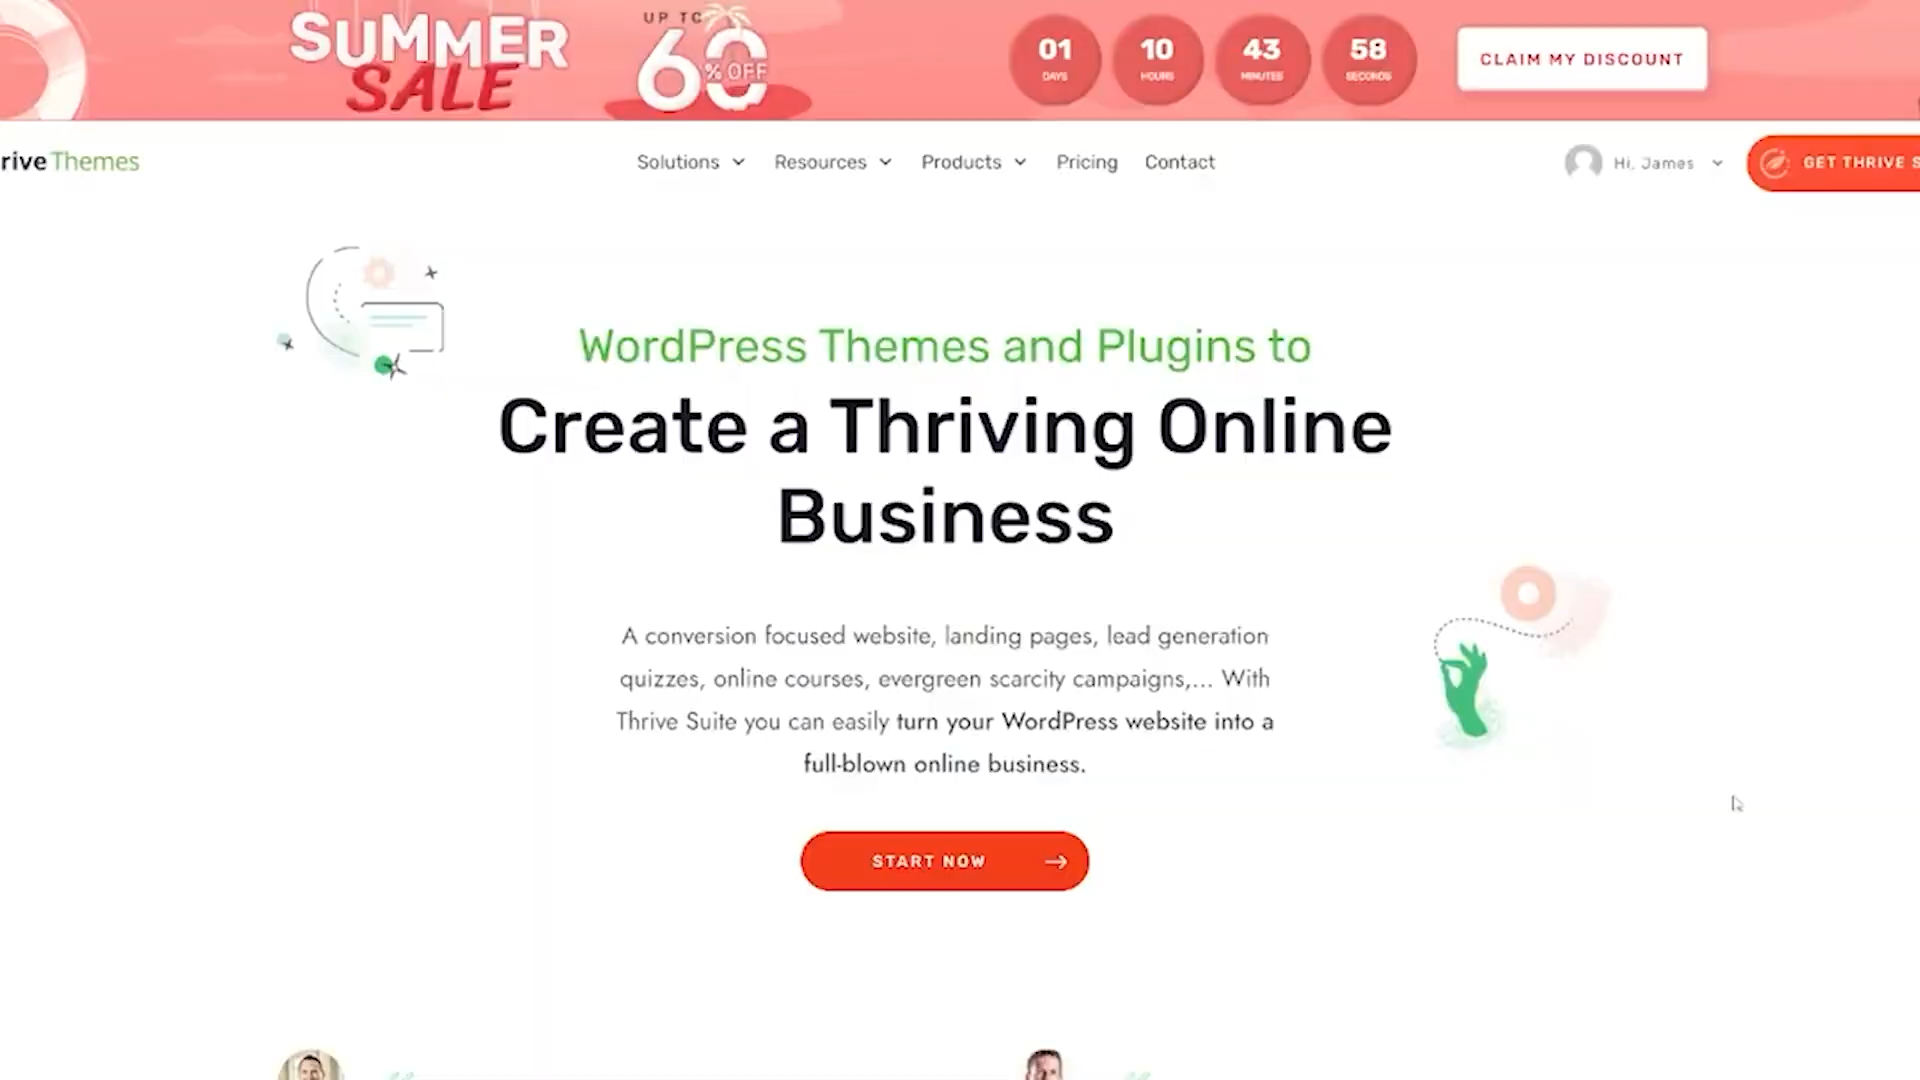 SUMMER
SALE
UP TO
60
% OFF
01
DAYS
10
HOURS
43
MINUTES
58
SECONDS
CLAIM MY DISCOUNT
rive Themes
Solutions
Resources
Products
Pricing
Contact
Hi, James
GET THRIVE S
WordPress Themes and Plugins to
Create a Thriving Online
Business
A conversion focused website, landing pages, lead generation
quizzes, online courses, evergreen scarcity campaigns,... With
Thrive Suite you can easily turn your WordPress website into a
full-blown online business.
START NOW